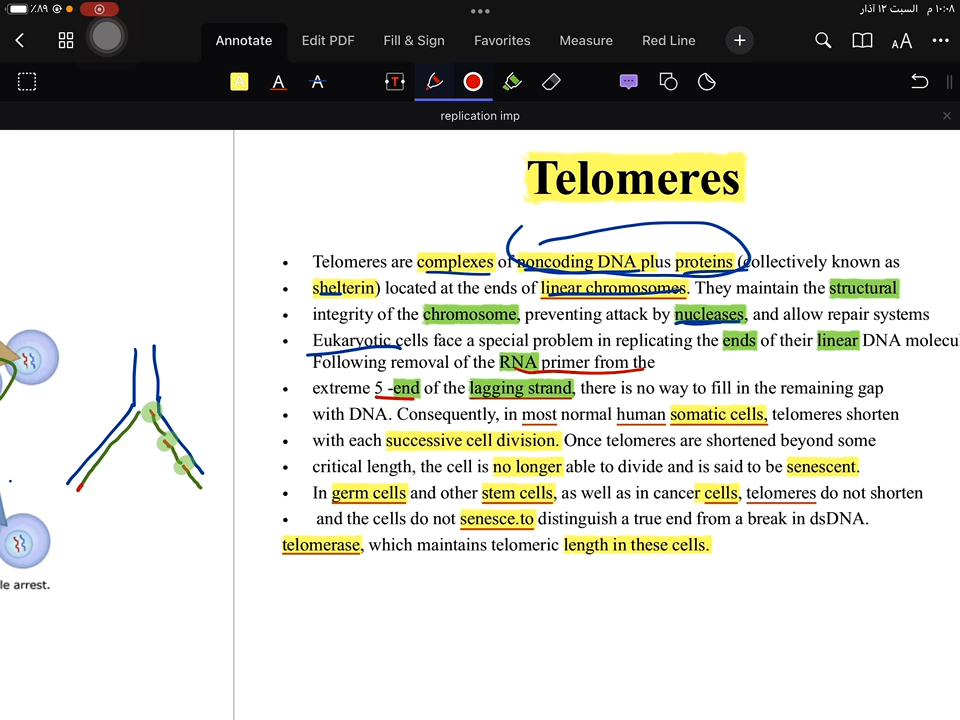 ٪٨٩
١٠:٠٨ م السبت ١٢ آذار
Annotate Edit PDF Fill & Sign Favorites Measure Red Line
replication imp
Telomeres
• Telomeres are complexes of noncoding DNA plus proteins (collectively known as
• shelterin) located at the ends of linear chromosomes. They maintain the structural
• integrity of the chromosome, preventing attack by nucleases, and allow repair systems
• Eukaryotic cells face a special problem in replicating the ends of their linear DNA molecu
Following removal of the RNA primer from the
• extreme 5 -end of the lagging strand, there is no way to fill in the remaining gap
• with DNA. Consequently, in most normal human somatic cells, telomeres shorten
• with each successive cell division. Once telomeres are shortened beyond some
• critical length, the cell is no longer able to divide and is said to be senescent.
• In germ cells and other stem cells, as well as in cancer cells, telomeres do not shorten
• and the cells do not senesce.to distinguish a true end from a break in dsDNA.
telomerase, which maintains telomeric length in these cells.
le arrest.